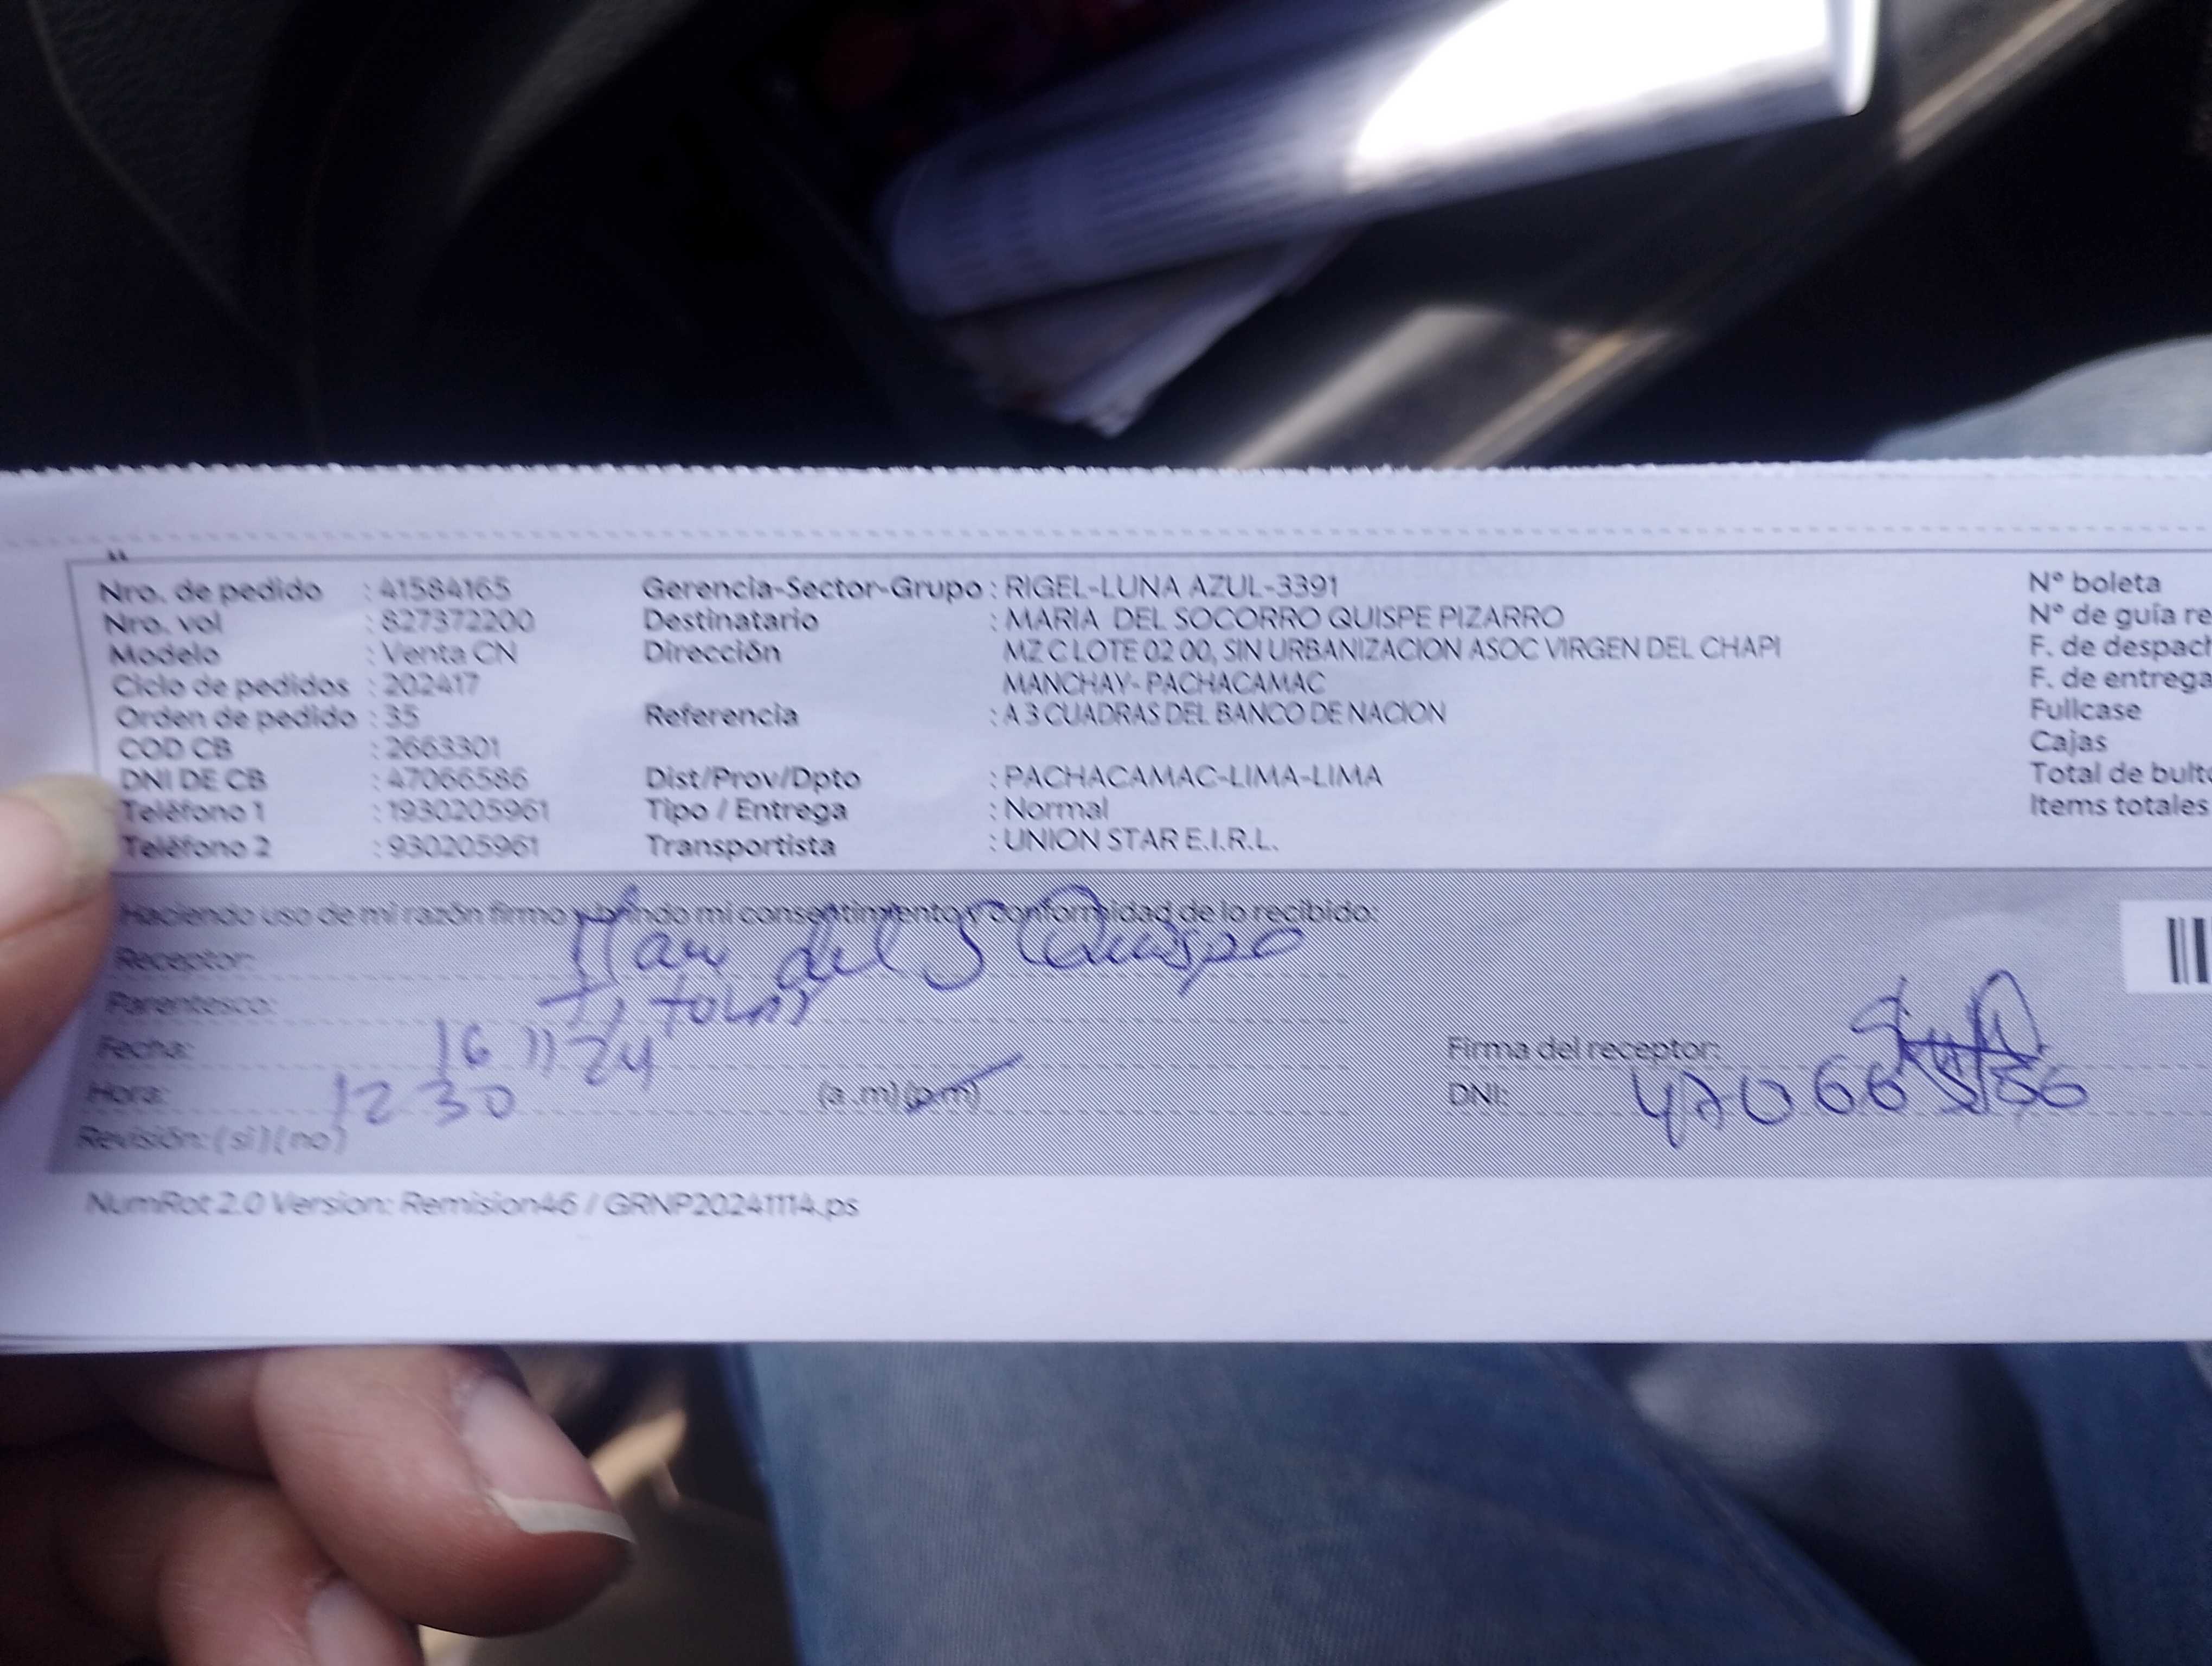 Nro. de pedido : 41584165 Gerencia-Sector-Grupo : RIGEL-LUNA AZUL-3391 N° boleta
Nro. vol : 827372200 Destinatario : MARIA DEL SOCORRO QUISPE PIZARRO N° de guía re
Modelo : Venta CN Dirección MZ C LOTE 02 00, SIN URBANIZACION ASOC VIRGEN DEL CHAPI F. de despach
Ciclo de pedidos : 202417 MANCHAY- PACHACAMAC F. de entrega
Orden de pedido : 35 Referencia : A 3 CUADRAS DEL BANCO DE NACION Fullcase
COD CB : 2663301 Cajas
DNI DE CB : 47066586 Dist/Prov/Dpto : PACHACAMAC-LIMA-LIMA Total de bulto
Teléfono 1 : 1930205961 Tipo / Entrega : Normal Items totales
Teléfono 2 : 930205961 Transportista : UNION STAR E.I.R.L.
Haciendo uso de mi razón firmo brindo mi consentimiento y conformidad de lo recibido:
Receptor: del S Quispe
Parentesco:
Fecha: 16 11 24 Firma del receptor:
Hora: 12 30 (a .m) (p.m) DNI: 47066586
Revisión: (si) (no)
NumRot 2.0 Version: Remision46 / GRNP20241114.ps